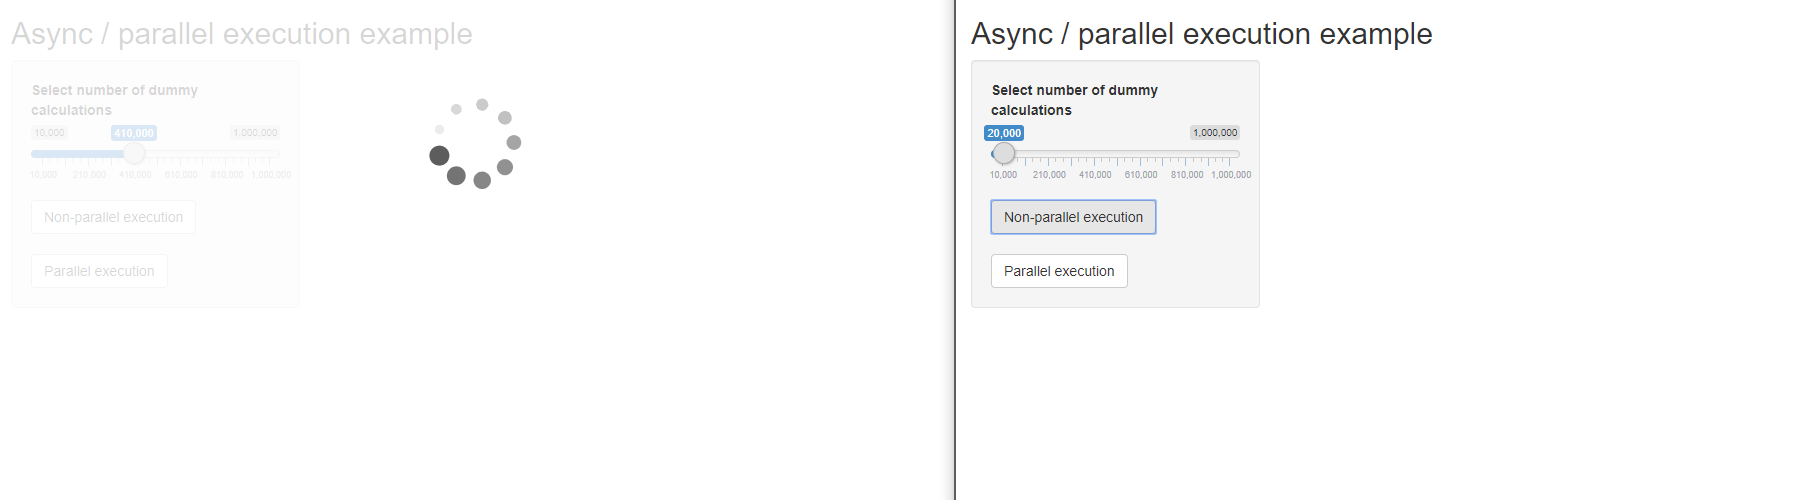 Async / parallel execution example
Select number of dummy
calculations
10,000 410,000 1,000,000
10,000 210,000 410,000 610,000 810,000 1,000,000
Non-parallel execution
Parallel execution
Async / parallel execution example
Select number of dummy
calculations
20,000 1,000,000
10,000 210,000 410,000 610,000 810,000 1,000,000
Non-parallel execution
Parallel execution